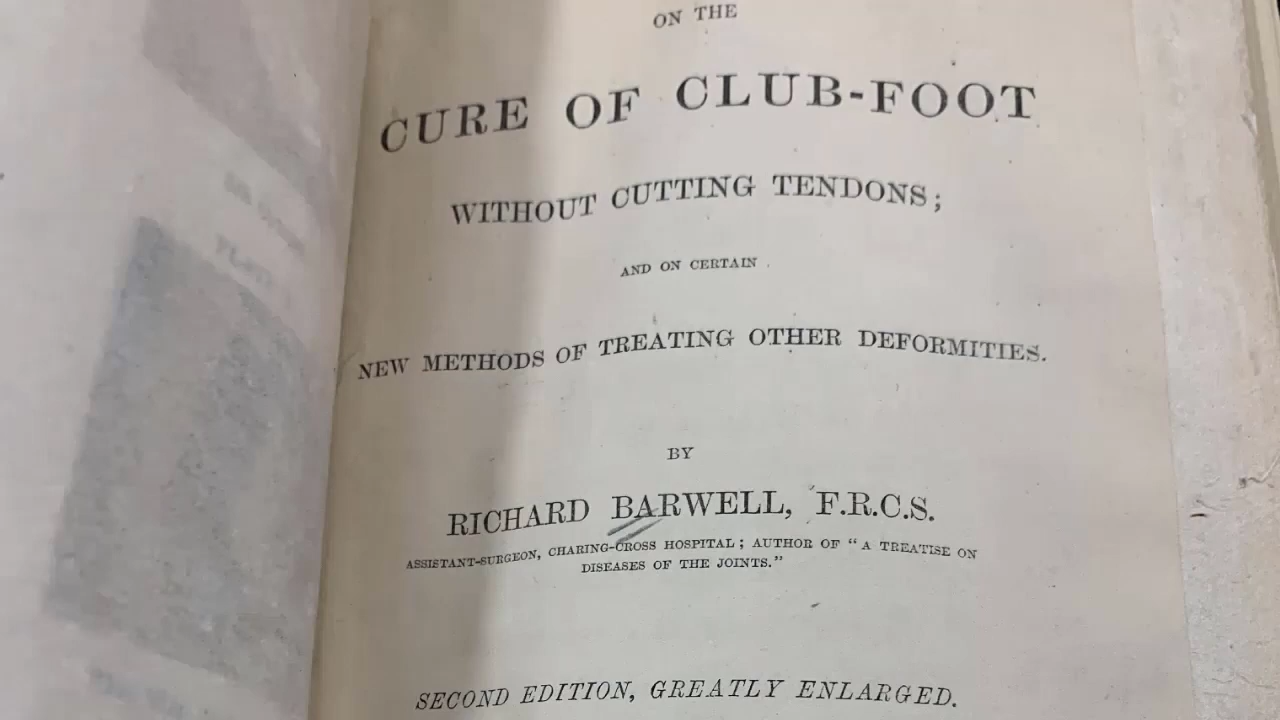 ON THE
CURE OF CLUB-FOOT
WITHOUT CUTTING TENDONS;
AND ON CERTAIN
NEW METHODS OF TREATING OTHER DEFORMITIES.
BY
RICHARD BARWELL, F.R.C.S.
ASSISTANT-SURGEON, CHARING-CROSS HOSPITAL; AUTHOR OF "A TREATISE ON
DISEASES OF THE JOINTS."
SECOND EDITION, GREATLY ENLARGED.